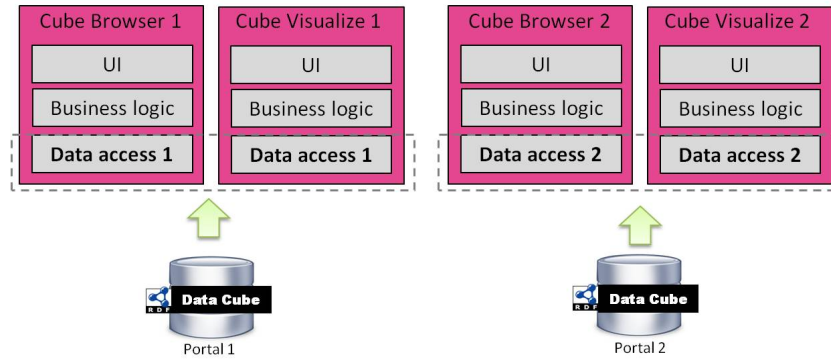 Cube Browser 1
UI
Business logic
Data access 1
Cube Visualize 1
UI
Business logic
Data access 1
Cube Browser 2
UI
Business logic
Data access 2
Cube Visualize 2
UI
Business logic
Data access 2
RDF
Data Cube
Portal 1
RDF
Data Cube
Portal 2